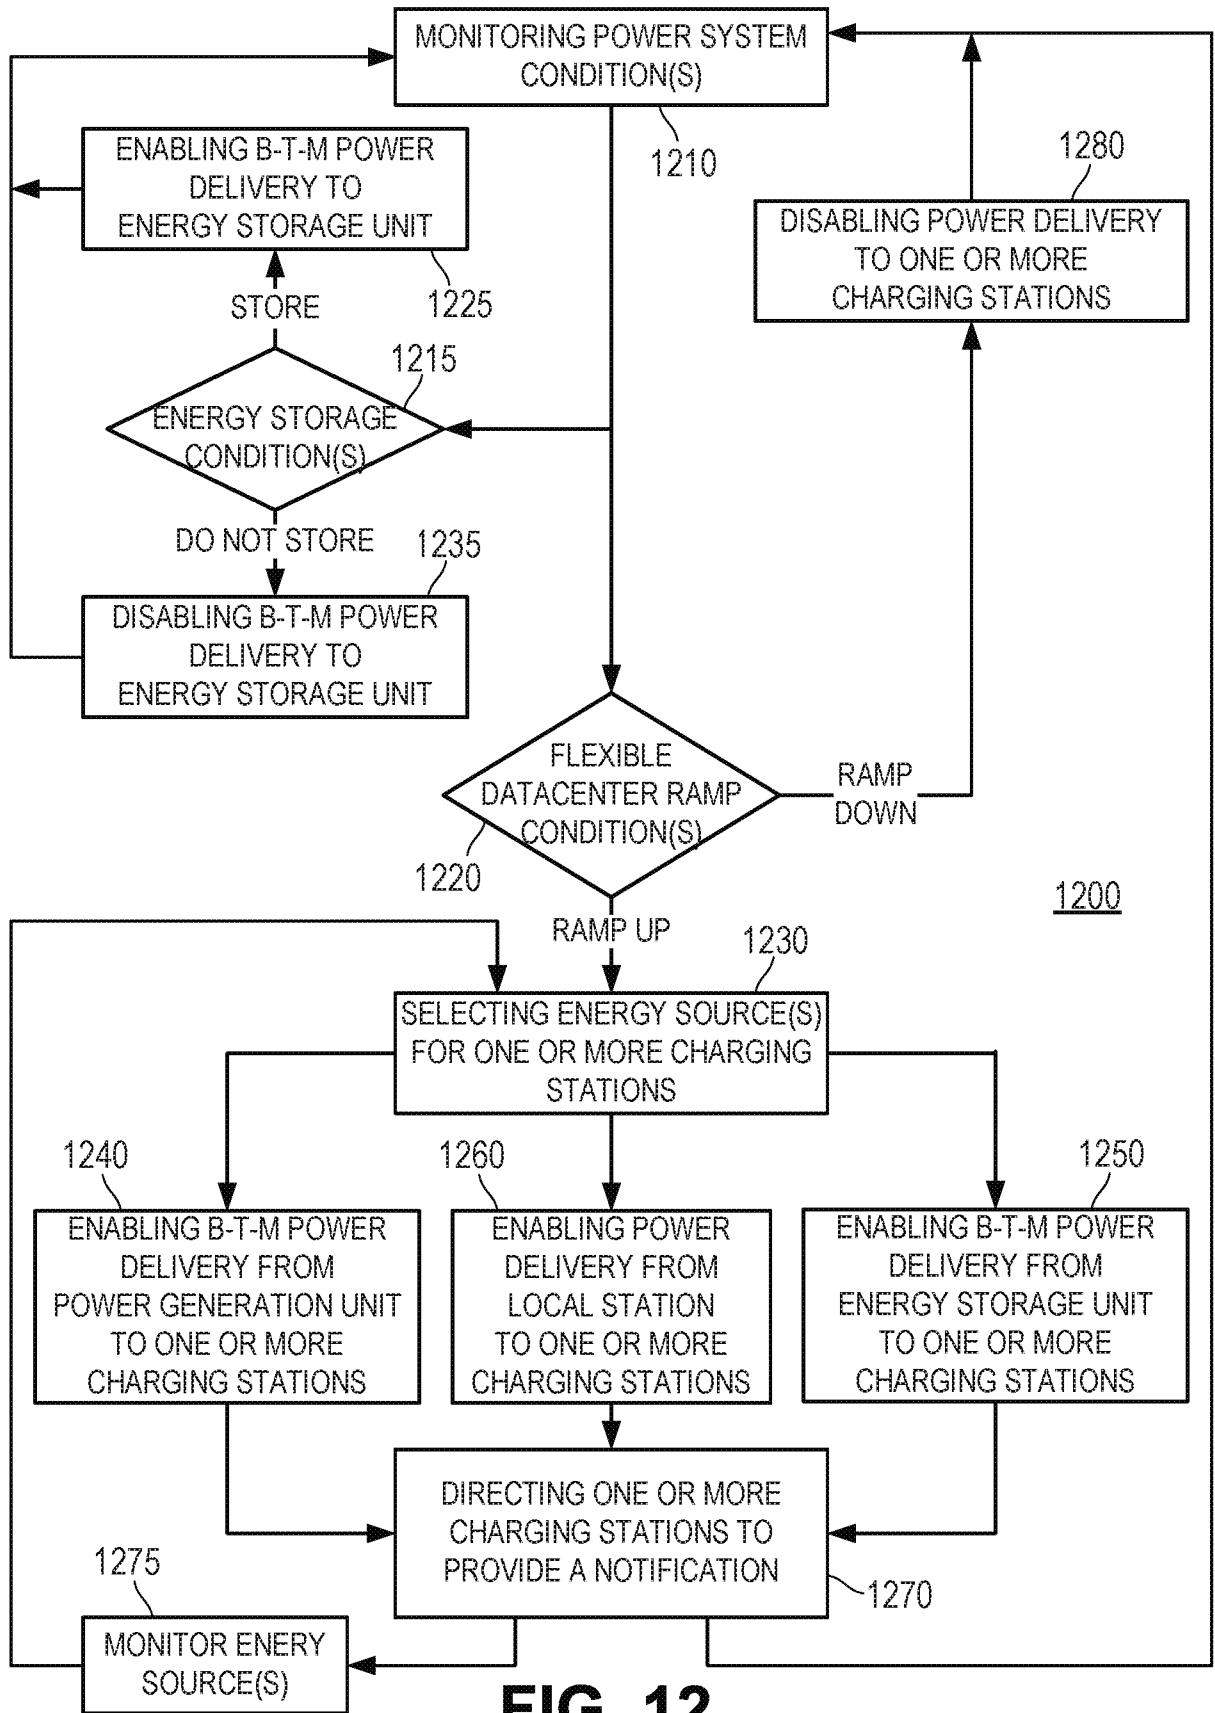 MONITORING POWER SYSTEM
CONDITION(S)
1210
ENABLING B-T-M POWER
DELIVERY TO
ENERGY STORAGE UNIT
1225
1280
DISABLING POWER DELIVERY
TO ONE OR MORE
CHARGING STATIONS
STORE
1215
ENERGY STORAGE
CONDITION(S)
DO NOT STORE
1235
DISABLING B-T-M POWER
DELIVERY TO
ENERGY STORAGE UNIT
FLEXIBLE
DATACENTER RAMP
CONDITION(S)
1220
RAMP
DOWN
1200
RAMP UP
1230
SELECTING ENERGY SOURCE(S)
FOR ONE OR MORE CHARGING
STATIONS
1240
ENABLING B-T-M POWER
DELIVERY FROM
POWER GENERATION UNIT
TO ONE OR MORE
CHARGING STATIONS
1260
ENABLING POWER
DELIVERY FROM
LOCAL STATION
TO ONE OR MORE
CHARGING STATIONS
1250
ENABLING B-T-M POWER
DELIVERY FROM
ENERGY STORAGE UNIT
TO ONE OR MORE
CHARGING STATIONS
DIRECTING ONE OR MORE
CHARGING STATIONS TO
PROVIDE A NOTIFICATION
1270
1275
MONITOR ENERY
SOURCE(S)
FIG. 12